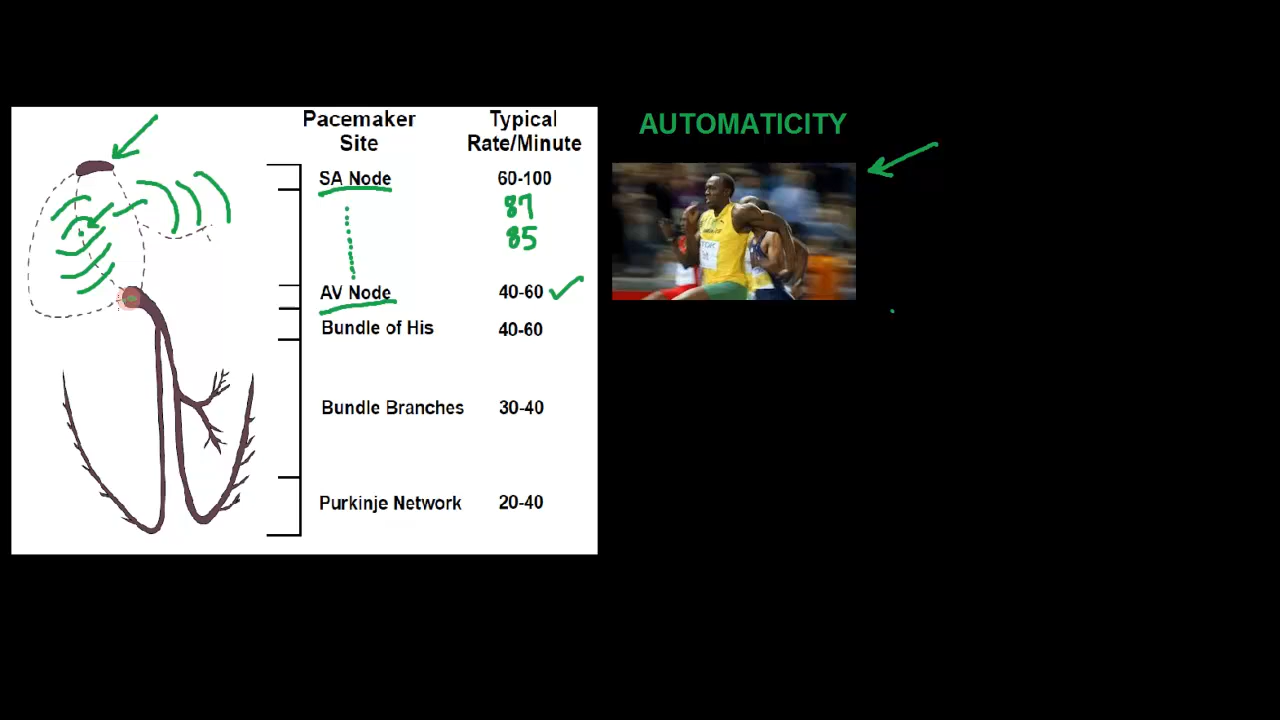 Pacemaker Site
Typical Rate/Minute
SA Node 60-100
87
85
AV Node 40-60
Bundle of His 40-60
Bundle Branches 30-40
Purkinje Network 20-40
AUTOMATICITY